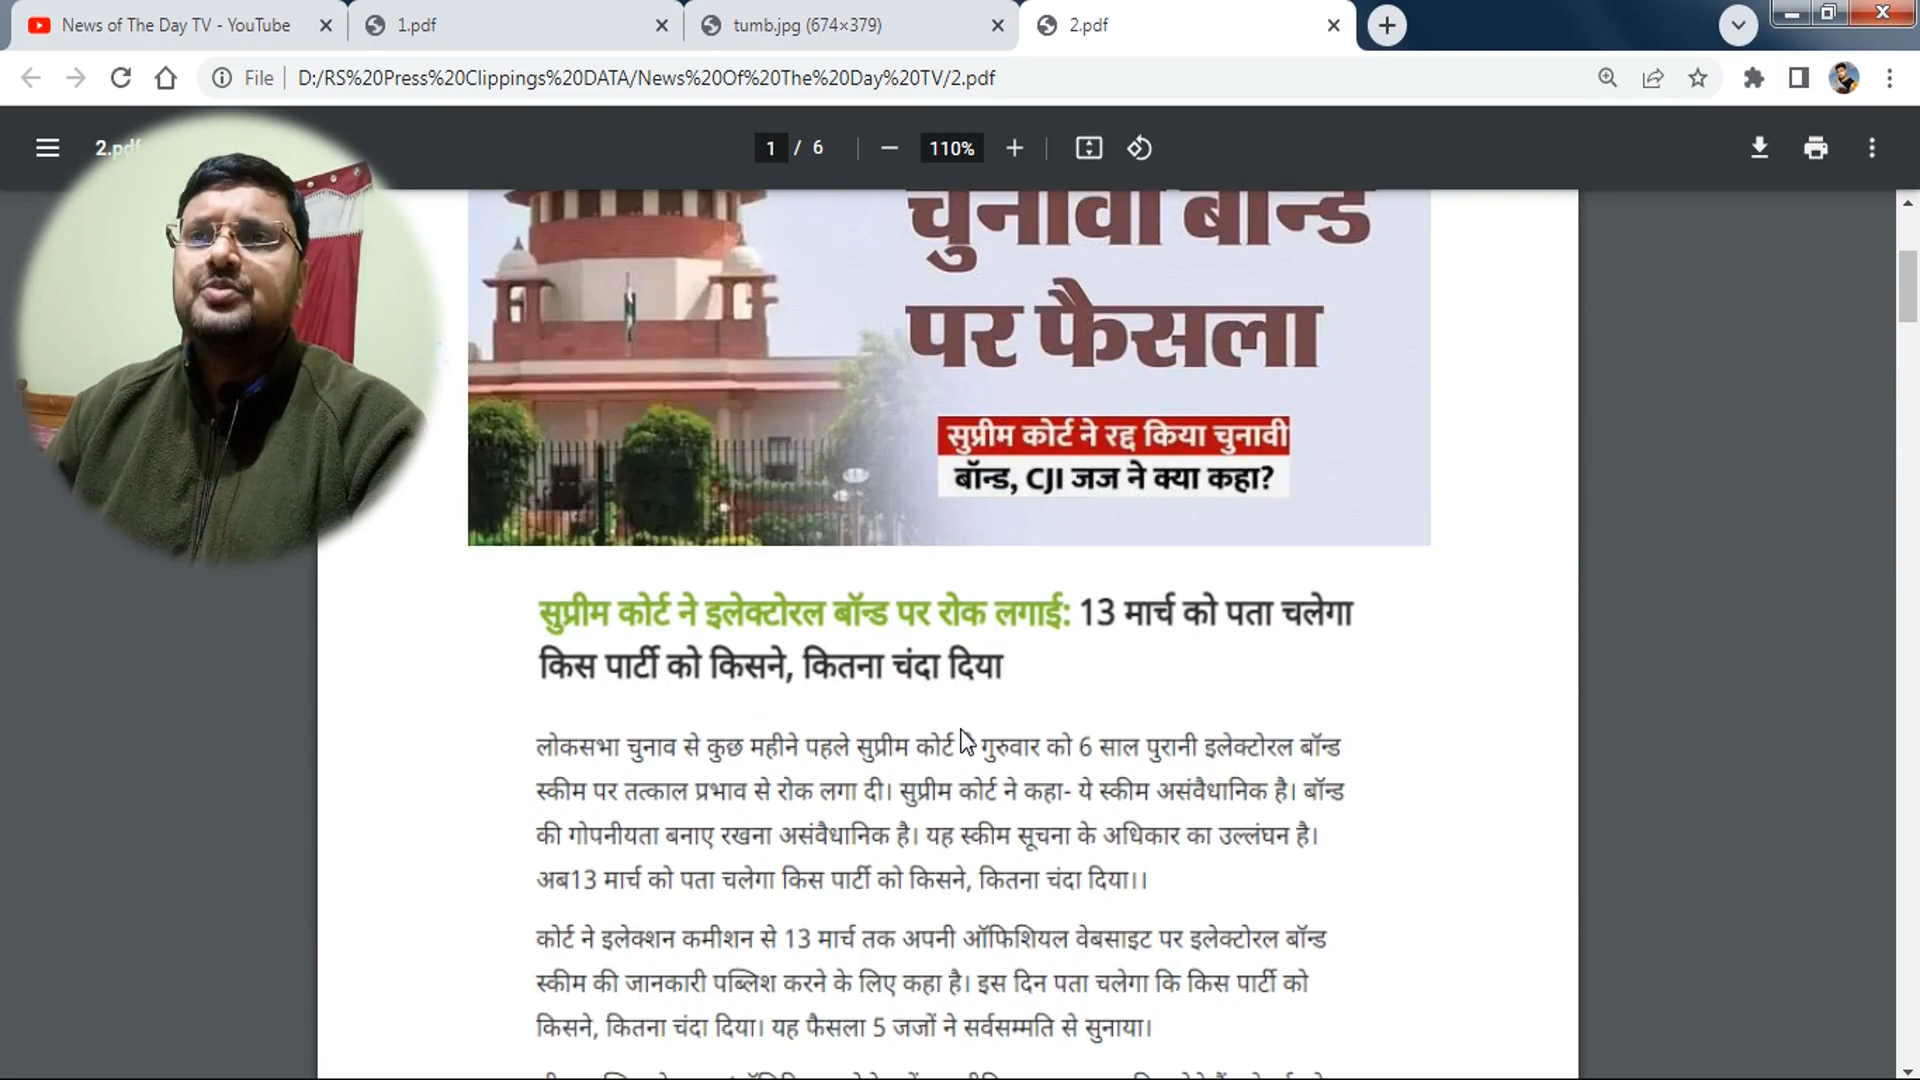 News of The Day TV - YouTube
1.pdf
tumb.jpg (674×379)
2.pdf
File
D:/RS%20Press%20Clippings%20DATA/News%20Of%20The%20Day%20TV/2.pdf
2.pdf
1 / 6
110%
चुनावी बॉन्ड
पर फैसला
सुप्रीम कोर्ट ने रद्द किया चुनावी
बॉन्ड, CJI जज ने क्या कहा?
सुप्रीम कोर्ट ने इलेक्टोरल बॉन्ड पर रोक लगाई: 13 मार्च को पता चलेगा
किस पार्टी को किसने, कितना चंदा दिया
लोकसभा चुनाव से कुछ महीने पहले सुप्रीम कोर्ट गुरुवार को 6 साल पुरानी इलेक्टोरल बॉन्ड
स्कीम पर तत्काल प्रभाव से रोक लगा दी। सुप्रीम कोर्ट ने कहा- ये स्कीम असंवैधानिक है। बॉन्ड
की गोपनीयता बनाए रखना असंवैधानिक है। यह स्कीम सूचना के अधिकार का उल्लंघन है।
अब13 मार्च को पता चलेगा किस पार्टी को किसने, कितना चंदा दिया।।
कोर्ट ने इलेक्शन कमीशन से 13 मार्च तक अपनी ऑफिशियल वेबसाइट पर इलेक्टोरल बॉन्ड
स्कीम की जानकारी पब्लिश करने के लिए कहा है। इस दिन पता चलेगा कि किस पार्टी को
किसने, कितना चंदा दिया। यह फैसला 5 जजों ने सर्वसम्मति से सुनाया।